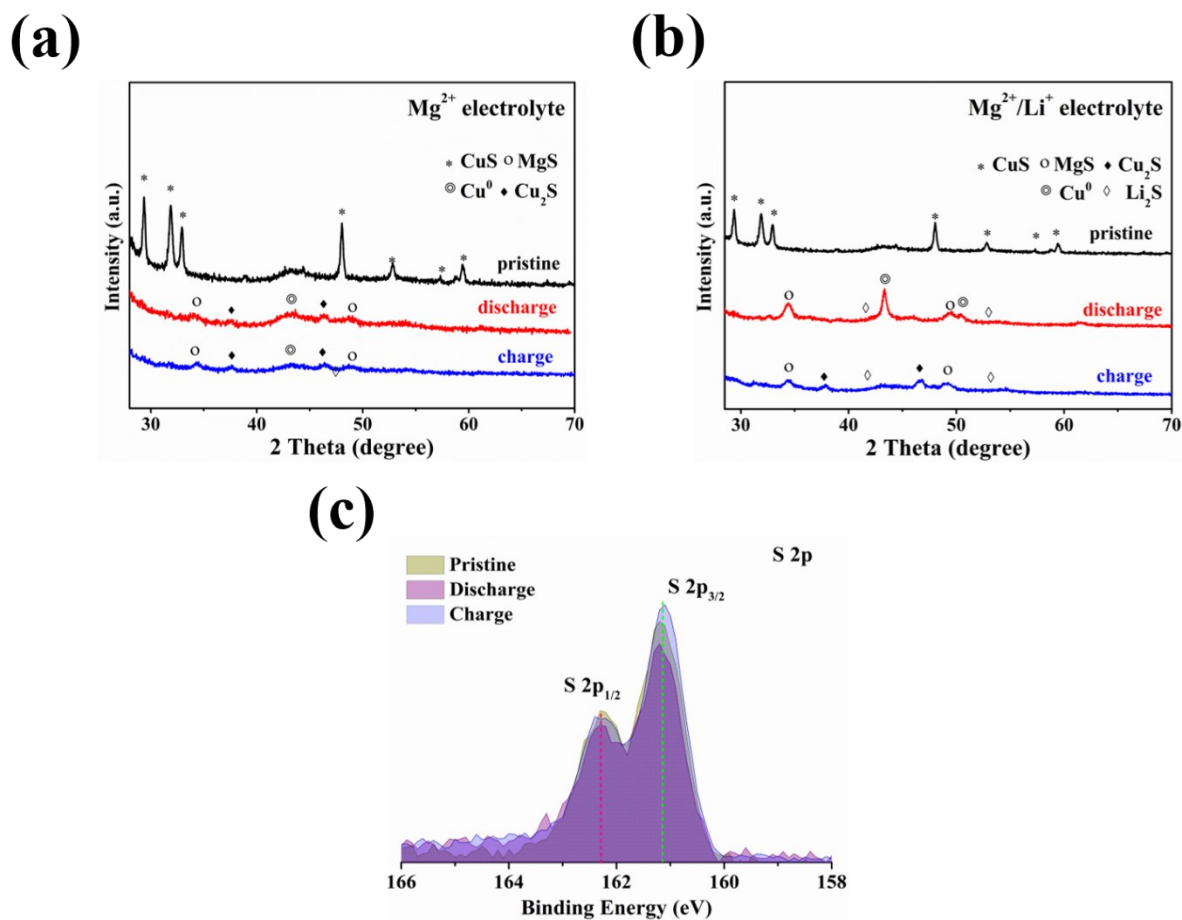 (a)
Mg²⁺ electrolyte
* CuS ○ MgS
◎ Cu⁰ ♦ Cu₂S
pristine
discharge
charge
Intensity (a.u.)
30 40 50 60 70
2 Theta (degree)
(b)
Mg²⁺/Li⁺ electrolyte
* CuS ○ MgS ♦ Cu₂S
◎ Cu⁰ ◇ Li₂S
pristine
discharge
charge
Intensity (a.u.)
30 40 50 60 70
2 Theta (degree)
(c)
Pristine
Discharge
Charge
S 2p
S 2p₃/₂
S 2p₁/₂
166 164 162 160 158
Binding Energy (eV)